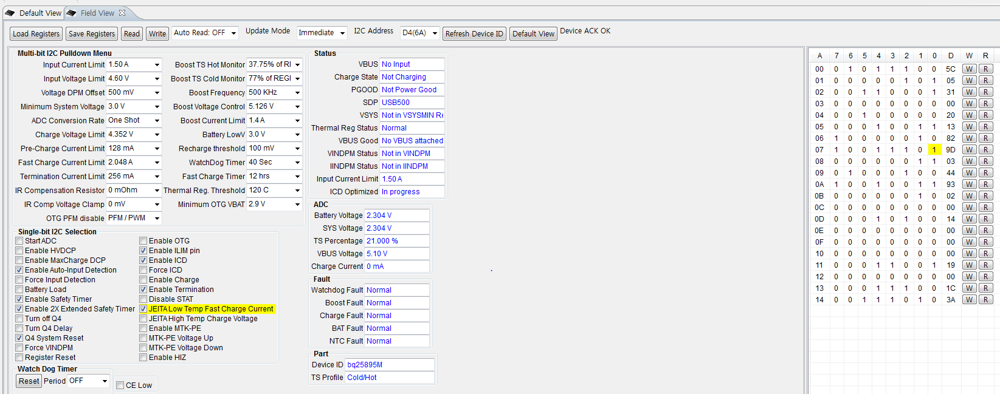 Default View Field View
Load Registers Save Registers Read Write Auto Read: OFF Update Mode Immediate I2C Address D4(6A) Refresh Device ID Default View Device ACK OK
Multi-bit I2C Pulldown Menu
Input Current Limit 1.50 A Boost TS Hot Monitor 37.75% of RI
Input Voltage Limit 4.60 V Boost TS Cold Monitor 77% of REGI
Voltage DPM Offset 500 mV Boost Frequency 500 KHz
Minimum System Voltage 3.0 V Boost Voltage Control 5.126 V
ADC Conversion Rate One Shot Boost Current Limit 1.4 A
Charge Voltage Limit 4.352 V Battery LowV 3.0 V
Pre-Charge Current Limit 128 mA Recharge threshold 100 mV
Fast Charge Current Limit 2.048 A WatchDog Timer 40 Sec
Termination Current Limit 256 mA Fast Charge Timer 12 hrs
IR Compensation Resistor 0 mOhm Thermal Reg. Threshold 120 C
IR Comp Voltage Clamp 0 mV Minimum OTG VBAT 2.9 V
OTG PFM disable PFM / PWM
Single-bit I2C Selection
Start ADC Enable OTG
Enable HVDCP Enable ILIM pin
Enable MaxCharge DCP Enable ICD
Enable Auto-Input Detection Force ICD
Force Input Detection Enable Charge
Battery Load Enable Termination
Enable Safety Timer Disable STAT
Enable 2X Extended Safety Timer JEITA Low Temp Fast Charge Current
Turn off Q4 JEITA High Temp Charge Voltage
Turn Q4 Delay Enable MTK-PE
Q4 System Reset MTK-PE Voltage Up
Force VINDPM MTK-PE Voltage Down
Register Reset Enable HIZ
Watch Dog Timer
Reset Period OFF CE Low
Status
VBUS No Input
Charge State Not Charging
PGOOD Not Power Good
SDP USB500
VSYS Not in VSYSMIN Re
Thermal Reg Status Normal
VBUS Good No VBUS attached
VINDPM Status Not in VINDPM
IINDPM Status Not in IINDPM
Input Current Limit 1.50 A
ICD Optimized In progress
ADC
Battery Voltage 2.304 V
SYS Voltage 2.304 V
TS Percentage 21.000 %
VBUS Voltage 5.10 V
Charge Current 0 mA
Fault
Watchdog Fault Normal
Boost Fault Normal
Charge Fault Normal
BAT Fault Normal
NTC Fault Normal
Part
Device ID bq25895M
TS Profile Cold/Hot
A 7 6 5 4 3 2 1 0 D W R
00 0 1 0 1 1 1 0 0 5C W R
01 0 0 0 0 0 1 0 1 05 W R
02 0 0 1 1 0 0 0 1 31 W R
03 0 0 0 0 0 0 0 0 00 W R
04 0 0 1 0 0 0 0 0 20 W R
05 0 0 0 1 0 0 1 1 13 W R
06 1 0 0 0 0 0 1 0 82 W R
07 1 0 0 1 1 1 0 1 9D W R
08 0 0 0 0 0 0 1 1 03 W R
09 0 1 0 0 0 1 0 0 44 W R
0A 1 0 0 1 0 0 1 1 93 W R
0B 0 0 0 0 0 0 1 0 02 W R
0C 0 0 0 0 0 0 0 0 00 W R
0D 0 0 0 1 0 1 0 0 14 W R
0E 0 0 0 0 0 0 0 0 00 W R
0F 0 0 0 0 0 0 0 0 00 W R
10 0 0 0 0 0 0 0 0 00 W R
11 0 0 0 1 1 0 0 1 19 W R
12 0 0 0 0 0 0 0 0 00 W R
13 0 0 0 1 1 1 0 0 1C W R
14 0 0 1 1 1 0 1 0 3A W R